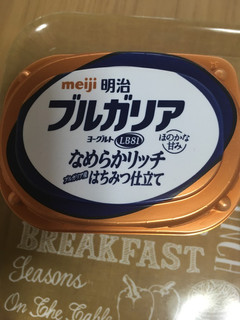 meiji 明治
ブルガリア
ヨーグルト LB81 ほのかな甘み
なめらかリッチ
はちみつ仕立て
BREAKFAST
Seasons
On The Table